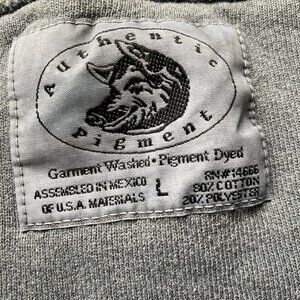 Authentic
Pigment
Garment Washed • Pigment Dyed
ASSEMBLED IN MEXICO
OF U.S.A. MATERIALS
L
RN#14666
80% COTTON
20% POLYESTER